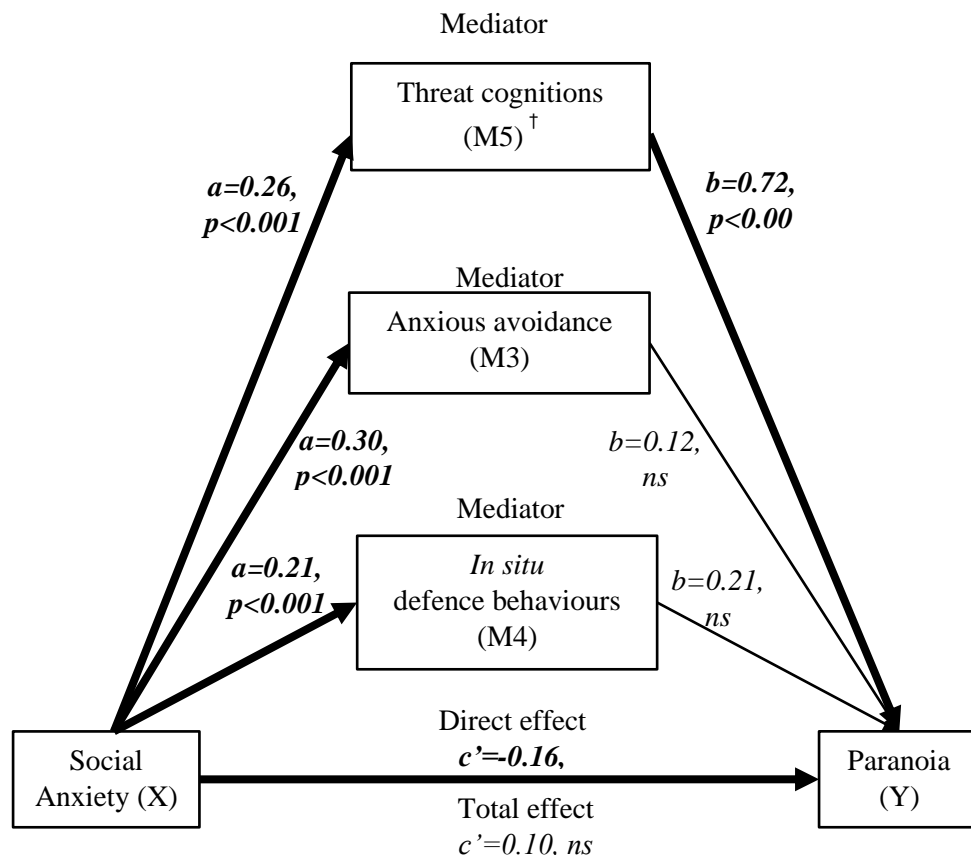 Mediator
Threat cognitions
(M5) †
a=0.26,
p<0.001
b=0.72,
p<0.00
Mediator
Anxious avoidance
(M3)
a=0.30,
p<0.001
b=0.12,
ns
Mediator
In situ
defence behaviours
(M4)
a=0.21,
p<0.001
b=0.21,
ns
Social
Anxiety (X)
Direct effect
c’=-0.16,
Total effect
c’=0.10, ns
Paranoia
(Y)